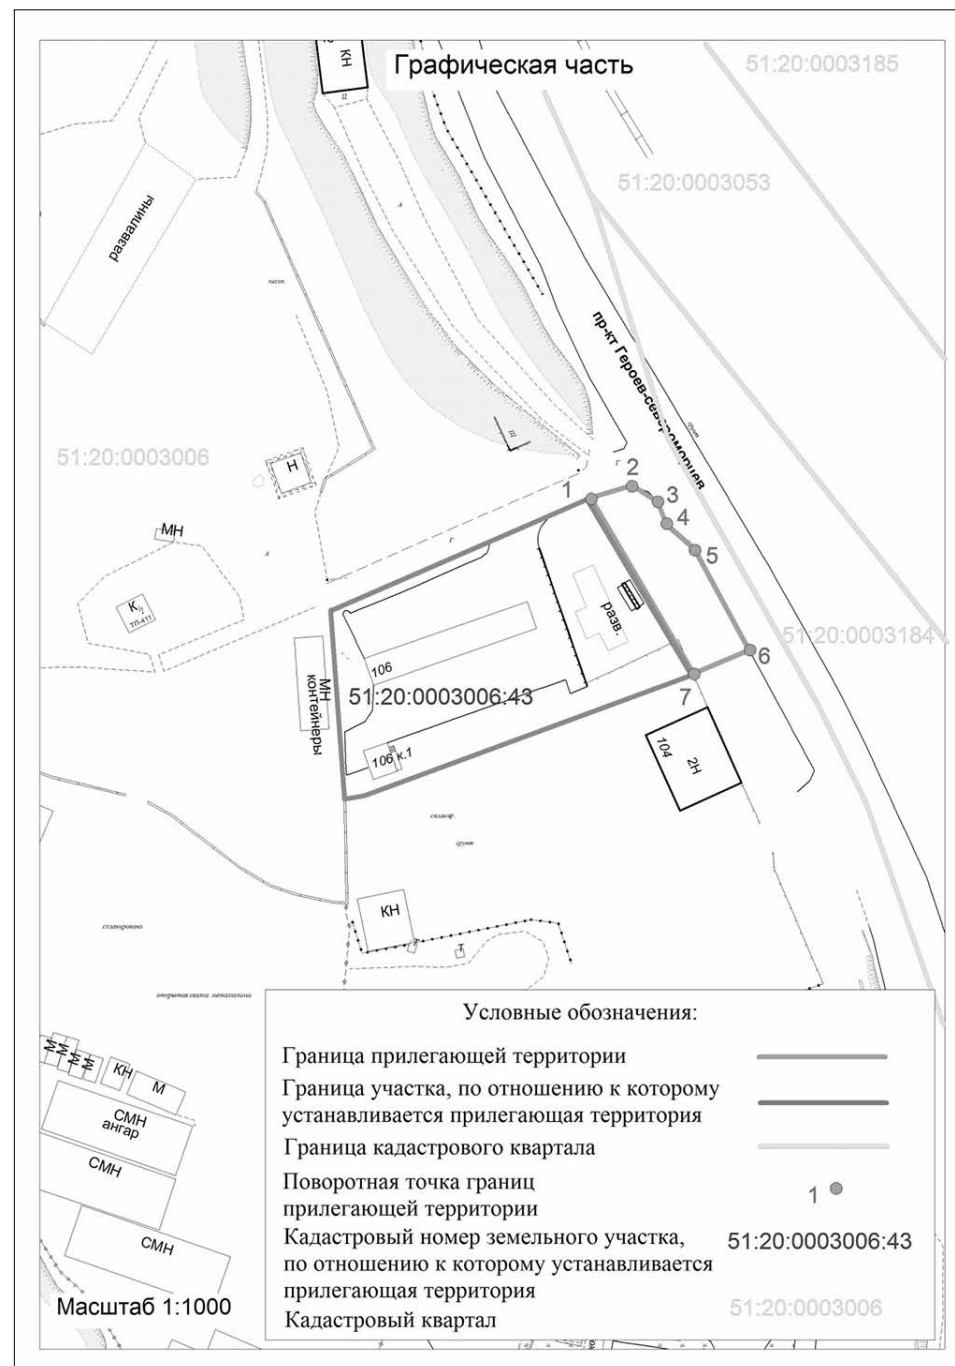 КН
Графическая часть
51:20:0003185
51:20:0003053
развалины
песок
пр-кт Героев-североморцев
51:20:0003006
Н
МН
К
ТП-411
1
2
3
4
5
6
7
разв.
51:20:0003184
106
51:20:0003006:43
МН
контейнеры
106 к.1
104
2Н
спланир.
грунт
КН
Т
спланировано
М
М
М
М
КН
М
СМН
ангар
СМН
СМН
Масштаб 1:1000
Условные обозначения:
Граница прилегающей территории
Граница участка, по отношению к которому
устанавливается прилегающая территория
Граница кадастрового квартала
Поворотная точка границ
прилегающей территории
1
Кадастровый номер земельного участка,
по отношению к которому устанавливается
прилегающая территория
51:20:0003006:43
Кадастровый квартал
51:20:0003006